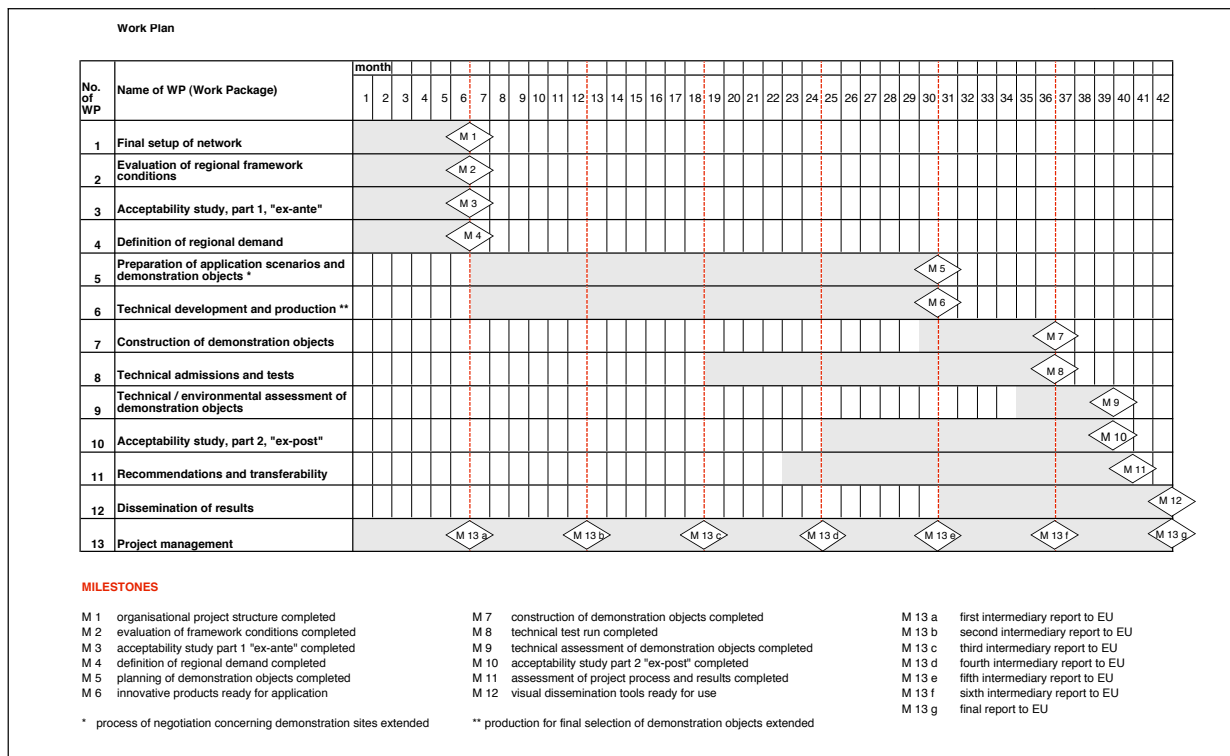 Work Plan
month
No. of WP
Name of WP (Work Package)
1 2 3 4 5 6 7 8 9 10 11 12 13 14 15 16 17 18 19 20 21 22 23 24 25 26 27 28 29 30 31 32 33 34 35 36 37 38 39 40 41 42
1 Final setup of network M 1
2 Evaluation of regional framework
conditions M 2
3 Acceptability study, part 1, "ex-ante" M 3
4 Definition of regional demand M 4
5 Preparation of application scenarios and
demonstration objects * M 5
6 Technical development and production ** M 6
7 Construction of demonstration objects M 7
8 Technical admissions and tests M 8
9 Technical / environmental assessment of
demonstration objects M 9
10 Acceptability study, part 2, "ex-post" M 10
11 Recommendations and transferability M 11
12 Dissemination of results M 12
13 Project management M 13 a M 13 b M 13 c M 13 d M 13 e M 13 f M 13 g
MILESTONES
M 1 organisational project structure completed
M 2 evaluation of framework conditions completed
M 3 acceptability study part 1 "ex-ante" completed
M 4 definition of regional demand completed
M 5 planning of demonstration objects completed
M 6 innovative products ready for application
* process of negotiation concerning demonstration sites extended
M 7 construction of demonstration objects completed
M 8 technical test run completed
M 9 technical assessment of demonstration objects completed
M 10 acceptability study part 2 "ex-post" completed
M 11 assessment of project process and results completed
M 12 visual dissemination tools ready for use
** production for final selection of demonstration objects extended
M 13 a first intermediary report to EU
M 13 b second intermediary report to EU
M 13 c third intermediary report to EU
M 13 d fourth intermediary report to EU
M 13 e fifth intermediary report to EU
M 13 f sixth intermediary report to EU
M 13 g final report to EU